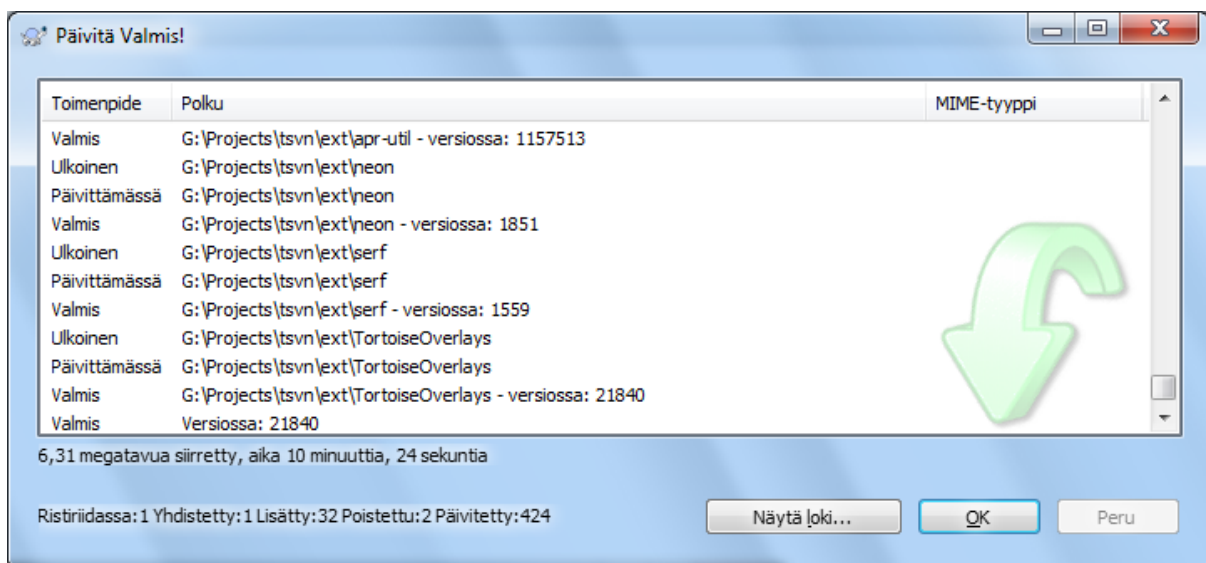 Päivitä Valmis!
Toimenpide Polku MIME-tyyppi
Valmis G:\Projects\tsvn\ext\apr-util - versiossa: 1157513
Ulkoinen G:\Projects\tsvn\ext\neon
Päivittämässä G:\Projects\tsvn\ext\neon
Valmis G:\Projects\tsvn\ext\neon - versiossa: 1851
Ulkoinen G:\Projects\tsvn\ext\serf
Päivittämässä G:\Projects\tsvn\ext\serf
Valmis G:\Projects\tsvn\ext\serf - versiossa: 1559
Ulkoinen G:\Projects\tsvn\ext\TortoiseOverlays
Päivittämässä G:\Projects\tsvn\ext\TortoiseOverlays
Valmis G:\Projects\tsvn\ext\TortoiseOverlays - versiossa: 21840
Valmis Versiossa: 21840
6,31 megatavua siirretty, aika 10 minuuttia, 24 sekuntia
Ristiriidassa:1 Yhdistetty:1 Lisätty:32 Poistettu:2 Päivitetty:424 Näytä loki... OK Peru